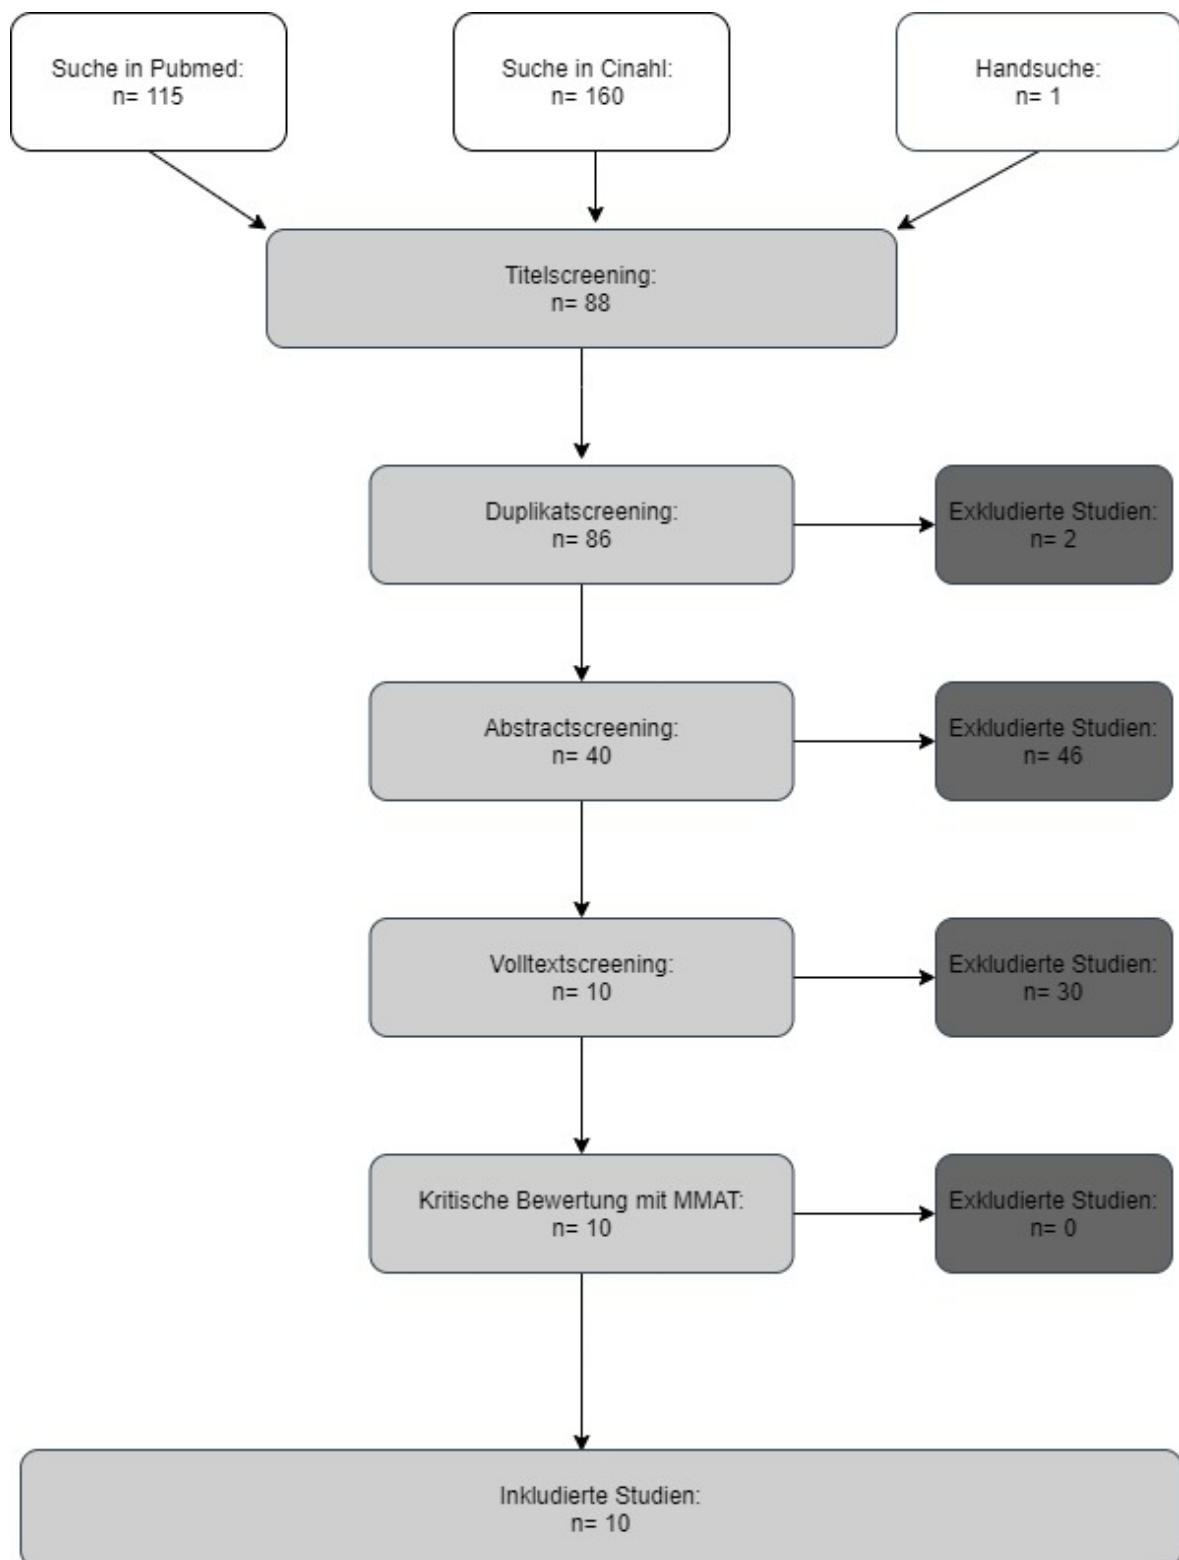 Suche in Pubmed:
n= 115
Suche in Cinahl:
n= 160
Handsuche:
n= 1
Titelscreening:
n= 88
Duplikatscreening:
n= 86
Exkludierte Studien:
n= 2
Abstractscreening:
n= 40
Exkludierte Studien:
n= 46
Volltextscreening:
n= 10
Exkludierte Studien:
n= 30
Kritische Bewertung mit MMAT:
n= 10
Exkludierte Studien:
n= 0
Inkludierte Studien:
n= 10